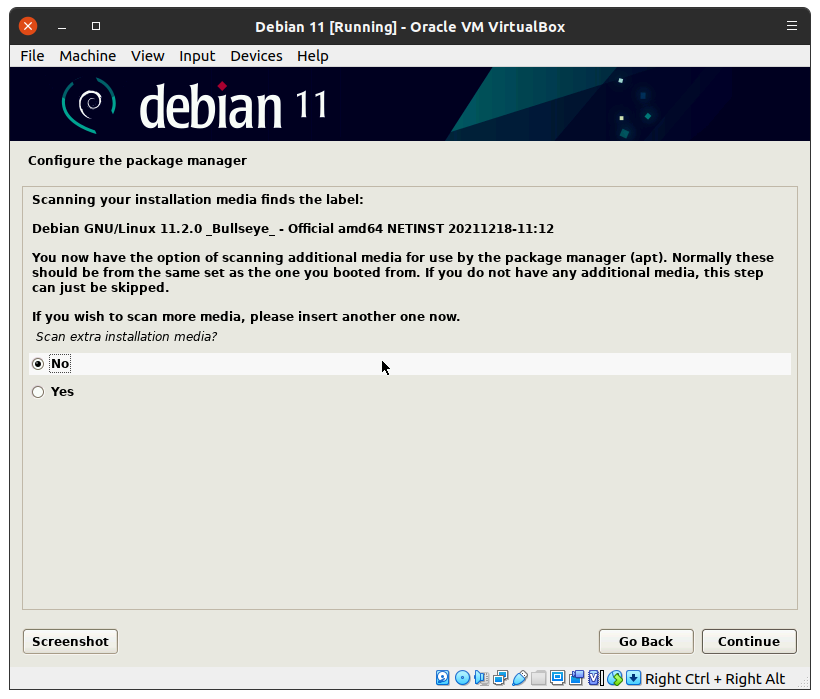 Debian 11 [Running] - Oracle VM VirtualBox
File Machine View Input Devices Help
debian 11
Configure the package manager
Scanning your installation media finds the label:
Debian GNU/Linux 11.2.0 _Bullseye_ - Official amd64 NETINST 20211218-11:12
You now have the option of scanning additional media for use by the package manager (apt). Normally these
should be from the same set as the one you booted from. If you do not have any additional media, this step
can just be skipped.
If you wish to scan more media, please insert another one now.
Scan extra installation media?
No
Yes
Screenshot Go Back Continue
Right Ctrl + Right Alt